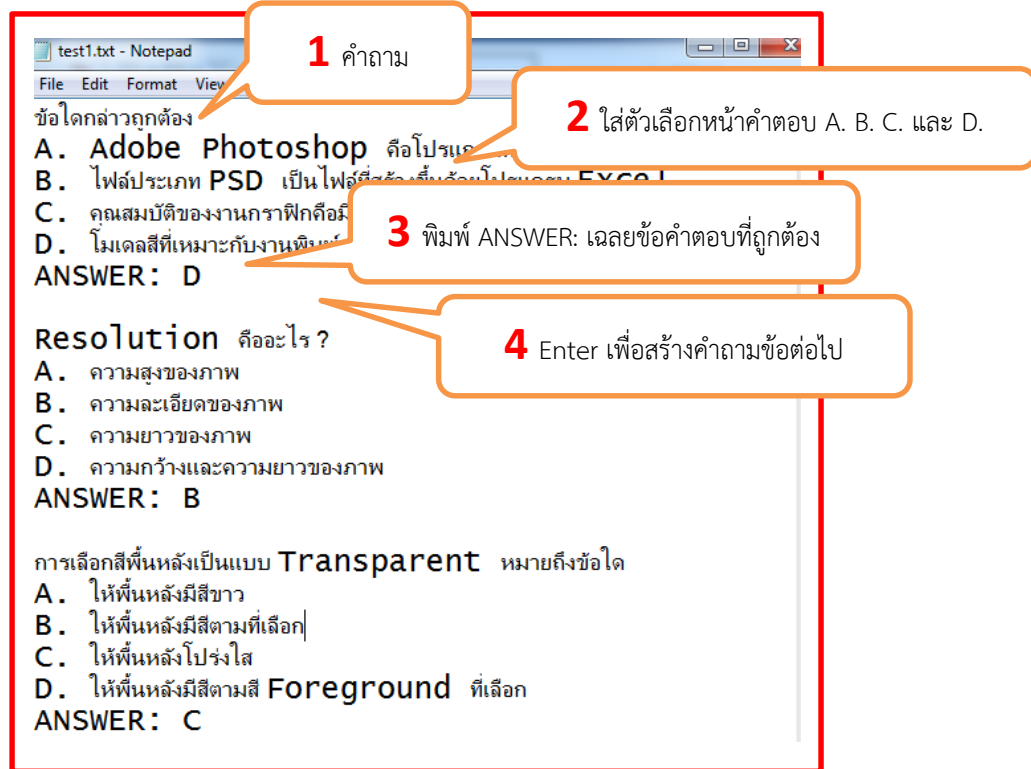 test1.txt - Notepad
1 คำถาม
File Edit Format View
ข้อใดกล่าวถูกต้อง
2 ใส่ตัวเลือกหน้าคำตอบ A. B. C. และ D.
A. Adobe Photoshop
B. ไฟล์ประเภท PSD เป็นไฟล์ที่สร้างขึ้นด้วยโปรแกรม Excel
C. คุณสมบัติของงานกราฟิกคือ
3 พิมพ์ ANSWER: เฉลยข้อคำตอบที่ถูกต้อง
D. โมเดลสีที่เหมาะกับงานพิมพ์
ANSWER: D
4 Enter เพื่อสร้างคำถามข้อต่อไป
Resolution คืออะไร ?
A. ความสูงของภาพ
B. ความละเอียดของภาพ
C. ความยาวของภาพ
D. ความกว้างและความยาวของภาพ
ANSWER: B
การเลือกสีพื้นหลังเป็นแบบ Transparent หมายถึงข้อใด
A. ให้พื้นหลังมีสีขาว
B. ให้พื้นหลังมีสีตามที่เลือก
C. ให้พื้นหลังโปร่งใส
D. ให้พื้นหลังมีสีตามสี Foreground ที่เลือก
ANSWER: C